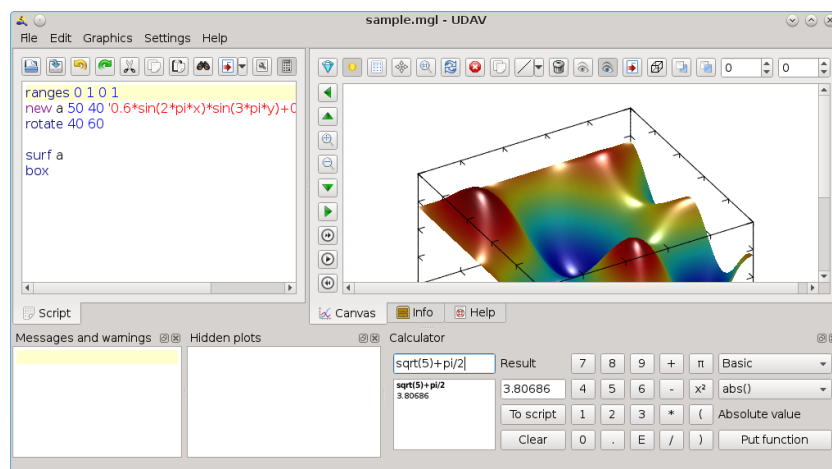 sample.mgl - UDAV
File Edit Graphics Settings Help
0 0
ranges 0 1 0 1
new a 50 40 '0.6*sin(2*pi*x)*sin(3*pi*y)+0
rotate 40 60
surf a
box
Script
Canvas Info Help
Messages and warnings Hidden plots Calculator
sqrt(5)+pi/2 Result 7 8 9 + π Basic
sqrt(5)+pi/2
3.80686
3.80686 4 5 6 - x² abs()
To script 1 2 3 * ( Absolute value
Clear 0 . E / ) Put function